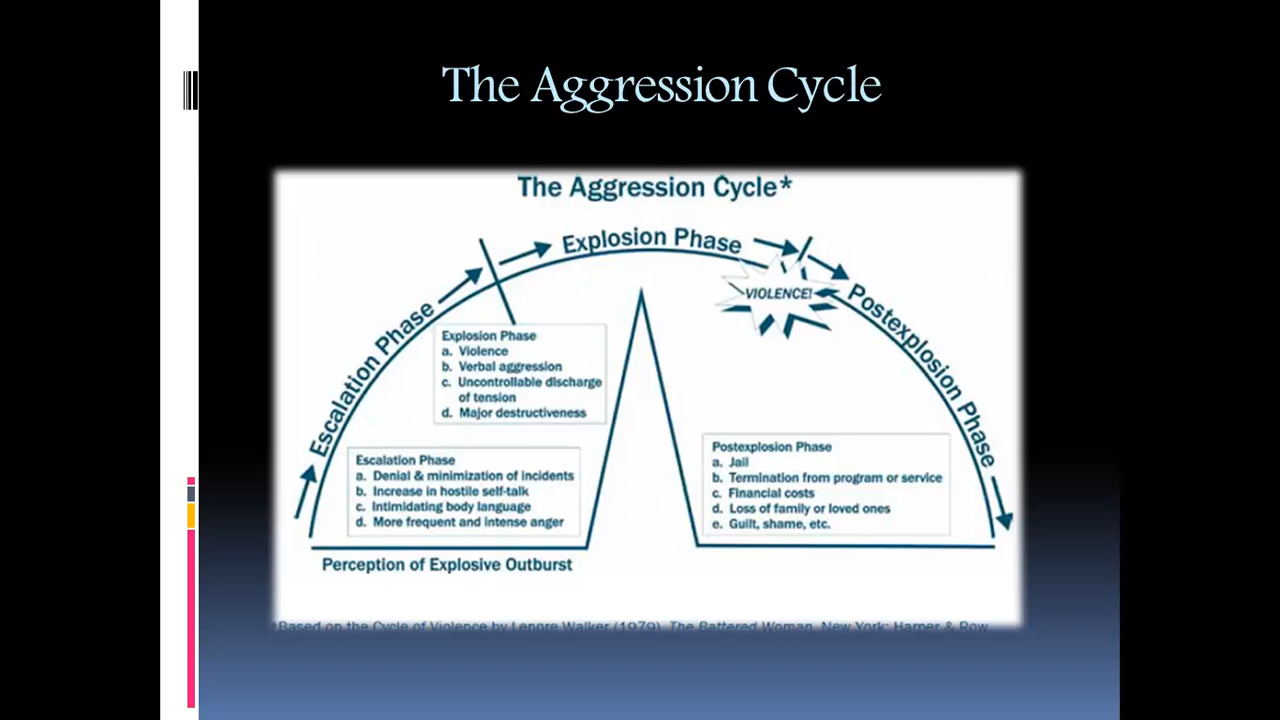 The Aggression Cycle
The Aggression Cycle*
Escalation Phase
Explosion Phase
Postexplosion Phase
VIOLENCE!
Explosion Phase
a. Violence
b. Verbal aggression
c. Uncontrollable discharge
of tension
d. Major destructiveness
Escalation Phase
a. Denial & minimization of incidents
b. Increase in hostile self-talk
c. Intimidating body language
d. More frequent and intense anger
Postexplosion Phase
a. Jail
b. Termination from program or service
c. Financial costs
d. Loss of family or loved ones
e. Guilt, shame, etc.
Perception of Explosive Outburst
*Based on the Cycle of Violence by Lenore Walker (1979). The Battered Woman. New York: Harper & Row